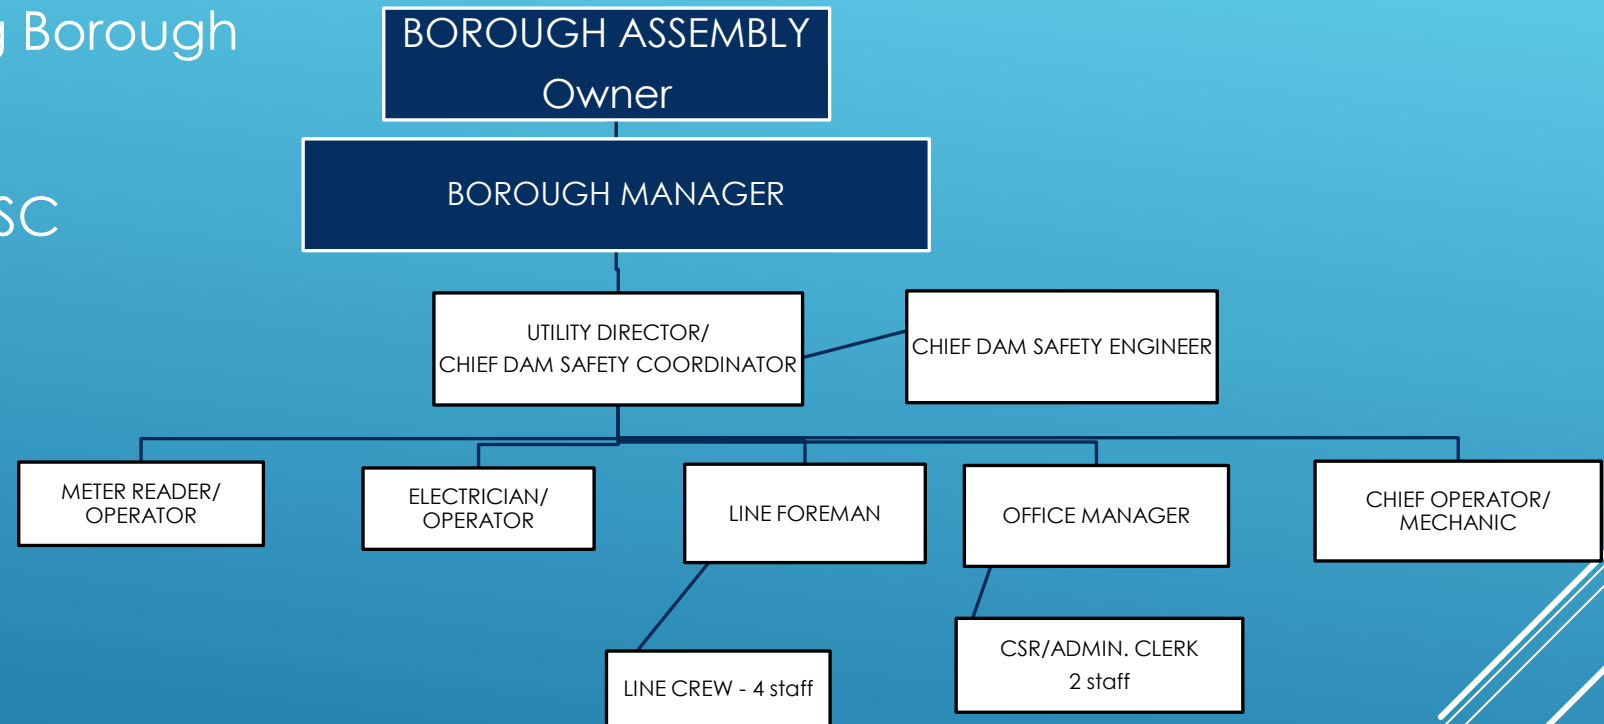 g Borough
SC
BOROUGH ASSEMBLY
Owner
BOROUGH MANAGER
UTILITY DIRECTOR/
CHIEF DAM SAFETY COORDINATOR
CHIEF DAM SAFETY ENGINEER
METER READER/
OPERATOR
ELECTRICIAN/
OPERATOR
LINE FOREMAN
OFFICE MANAGER
CHIEF OPERATOR/
MECHANIC
LINE CREW - 4 staff
CSR/ADMIN. CLERK
2 staff